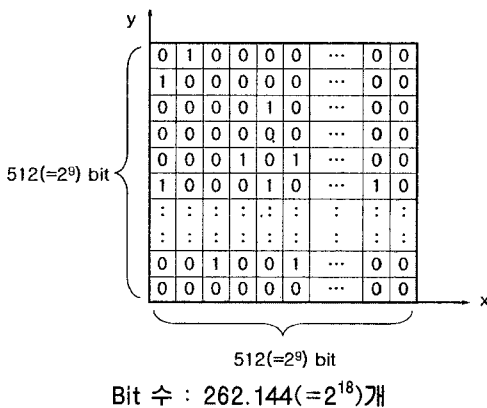 y
0 1 0 0 0 0 ⋯ 0 0
1 0 0 0 0 0 ⋯ 0 0
0 0 0 0 1 0 ⋯ 0 0
0 0 0 0 0 0 ⋯ 0 0
0 0 0 1 0 1 ⋯ 0 0
512(=2⁹) bit
1 0 0 0 1 0 ⋯ 1 0
: : : : : : : : :
: : : : : : : : :
0 0 1 0 0 1 ⋯ 0 0
0 0 0 0 0 0 ⋯ 0 0
x
512(=2⁹) bit
Bit 수 : 262.144(=2¹⁸)개